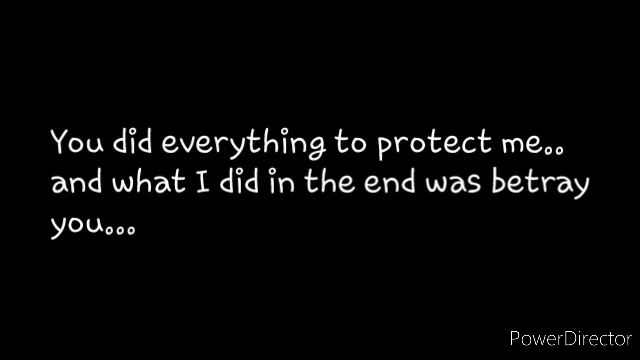 You did everything to protect me..
and what I did in the end was betray
you...
PowerDirector